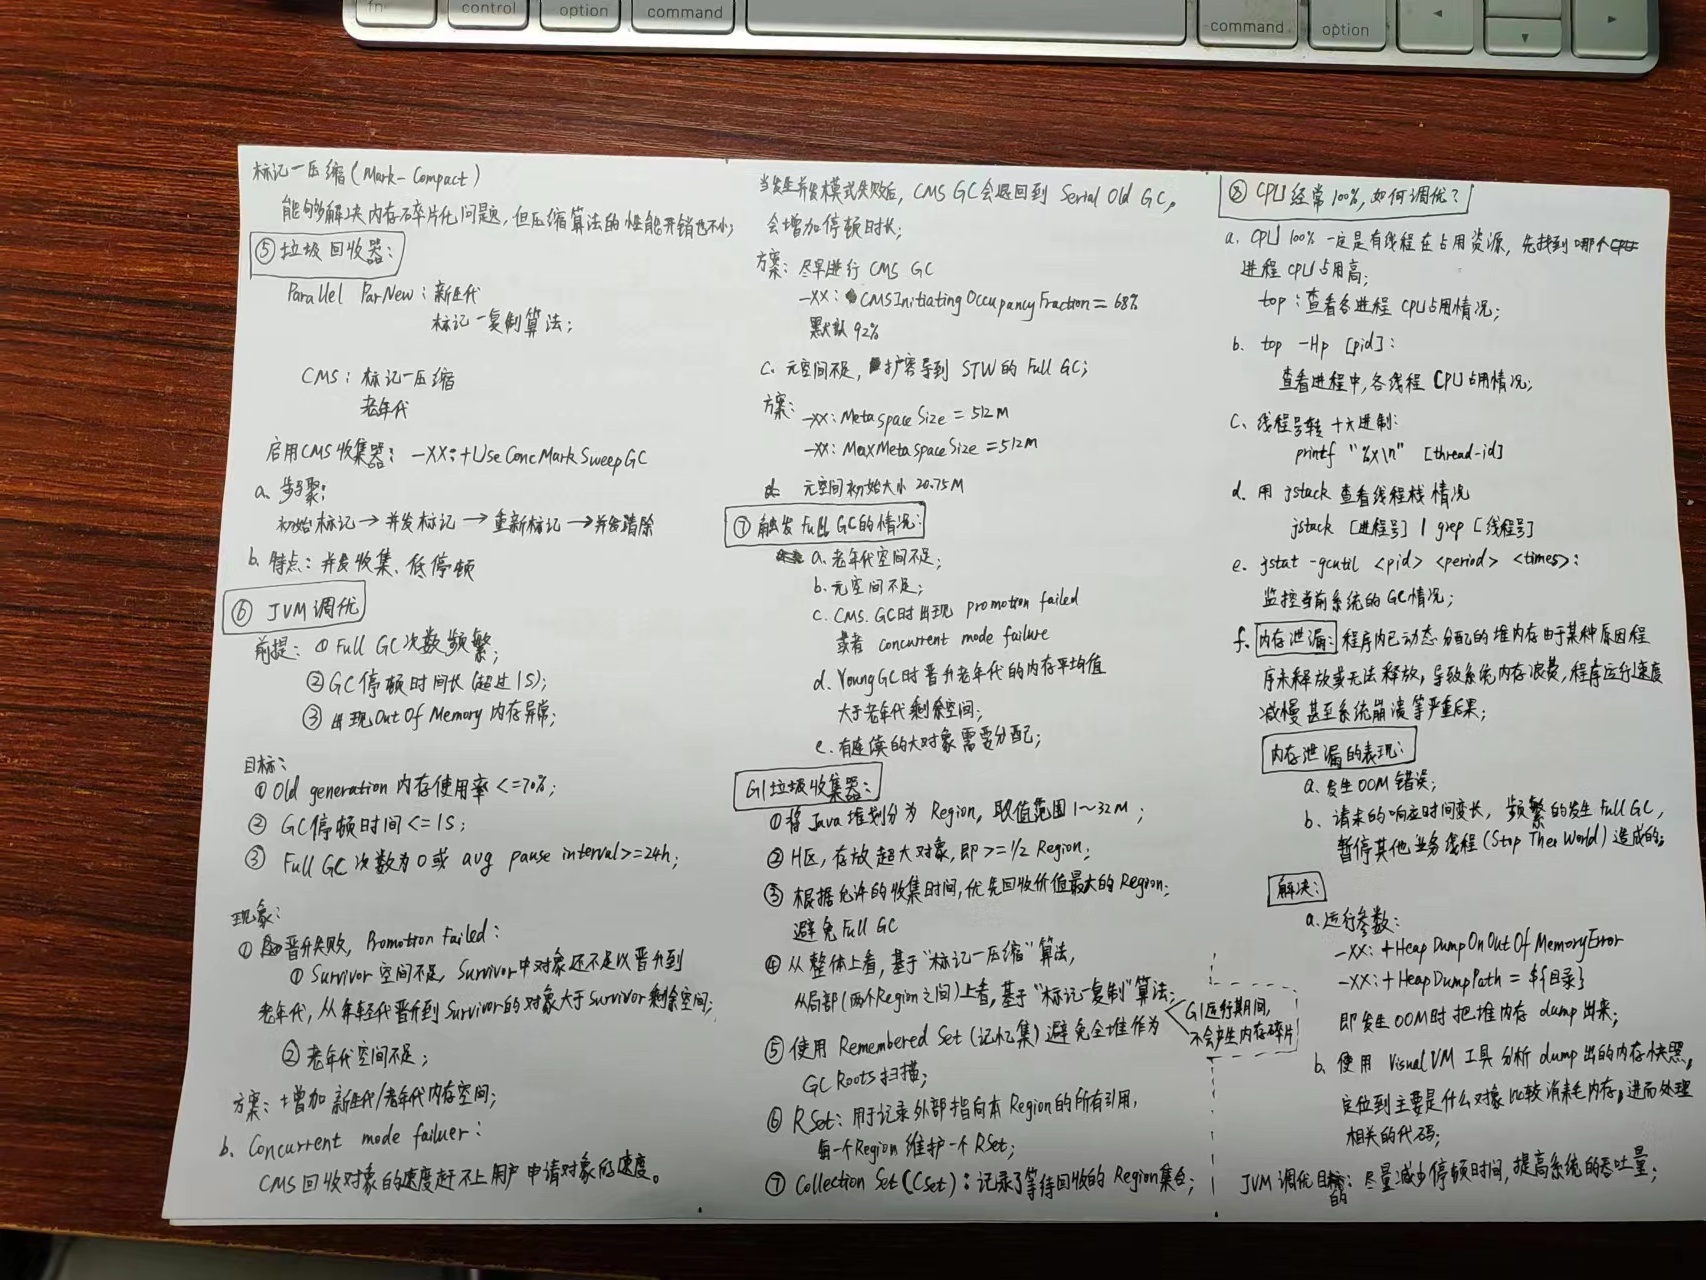 fn
control
option
command
command
option
标记一压缩(Mark-Compact)
能够解决内存碎片化问题,但压缩算法的性能开销也不小;
⑤垃圾回收器:
Parallel ParNew:新生代
标记一复制算法;
CMS:标记一压缩
老年代
启用CMS收集器:-XX:+UseConcMarkSweepGC
a.步骤:
初始标记→并发标记→重新标记→并发清除
b.特点:并发收集、低停顿
⑥ JVM调优
前提:①Full GC次数频繁;
②GC停顿时间长(超过1S);
③出现OutOfMemory内存异常;
目标:
①Old generation内存使用率<=70%;
②GC停顿时间<=1S;
③Full GC次数为0或avg pause interval>=24h;
现象:
①晋升失败,Promotion Failed:
①Survivor空间不足,Survivor中对象还不足以晋升到
老年代,从年轻代晋升到Survivor的对象大于Survivor剩余空间;
②老年代空间不足;
方案:增加新生代/老年代内存空间;
b.Concurrent mode failuer:
CMS回收对象的速度赶不上用户申请对象的速度。
当发生并发模式失败后,CMS GC会退回到Serial Old GC,
会增加停顿时长;
方案:尽早进行CMS GC
-XX:CMSInitiatingOccupancyFraction=68%
默认92%
c.元空间不足,扩容导到STW的Full GC;
方案:-XX:MetaspaceSize=512M
-XX:MaxMetaspaceSize=512M
d.元空间初始大小20.75M
⑦触发Full GC的情况:
a.老年代空间不足;
b.元空间不足;
c.CMS.GC时出现promotion failed
或者concurrent mode failure
d.YoungGC时晋升老年代的内存平均值
大于老年代剩余空间;
e.有连续的大对象需要分配;
G1垃圾收集器:
①将Java堆划分为Region,取值范围1~32M;
②H区,存放超大对象,即>=1/2 Region;
③根据允许的收集时间,优先回收价值最大的Region;
避免Full GC
④从整体上看,基于"标记一压缩"算法,
从局部(两个Region之间)上看,基于"标记一复制"算法;
G1运行期间,
不会产生内存碎片
⑤使用Remembered Set(记忆集)避免全堆作为
GC Roots扫描;
⑥RSet:用于记录外部指向本Region的所有引用,
每一个Region维护一个RSet;
⑦Collection Set(CSet):记录了等待回收的Region集合;
⑧CPU经常100%,如何调优?
a.CPU 100%一定是有线程在占用资源,先找到哪个CPU
进程CPU占用高;
top:查看各进程CPU占用情况;
b.top -Hp [pid]:
查看进程中,各线程CPU占用情况;
c.线程号转十六进制:
printf "%x\n" [thread-id]
d.用jstack查看线程栈情况
jstack [进程号] | grep [线程号]
e.jstat -gcutil <pid> <period> <times>:
监控当前系统的GC情况;
f.内存泄漏:程序内已动态分配的堆内存由于某种原因程
序未释放或无法释放,导致系统内存浪费,程序运行速度
减慢甚至系统崩溃等严重后果;
内存泄漏的表现:
a.发生OOM错误;
b.请求的响应时间变长,频繁的发生Full GC,
暂停其他业务线程(Stop The World)造成的;
解决:
a.运行参数:
-XX:+HeapDumpOnOutOfMemoryError
-XX:+HeapDumpPath=${目录}
即发生OOM时把堆内存dump出来;
b.使用VisualVM工具分析dump出的内存快照,
定位到主要是什么对象比较消耗内存,进而处理
相关的代码;
JVM调优目的:尽量减少停顿时间,提高系统的吞吐量;